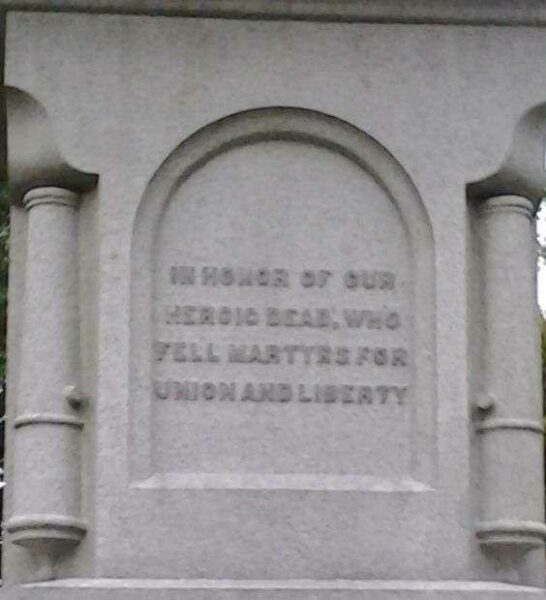 IN HONOR OF OUR
HEROIC DEAD, WHO
FELL MARTYRS FOR
UNION AND LIBERTY